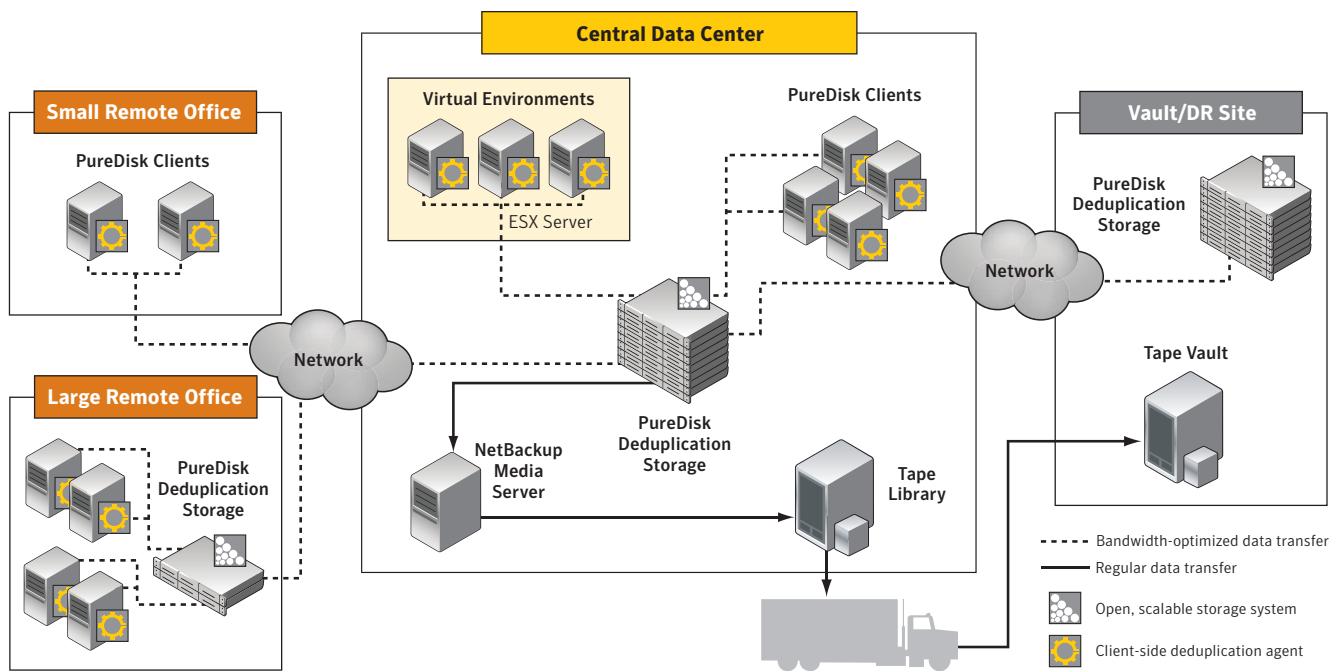 Central Data Center
Small Remote Office
PureDisk Clients
Virtual Environments
ESX Server
PureDisk Clients
Vault/DR Site
PureDisk
Deduplication
Storage
Network
Network
Large Remote Office
PureDisk
Deduplication
Storage
PureDisk
Deduplication
Storage
NetBackup
Media
Server
Tape
Library
Tape Vault
Bandwidth-optimized data transfer
Regular data transfer
Open, scalable storage system
Client-side deduplication agent